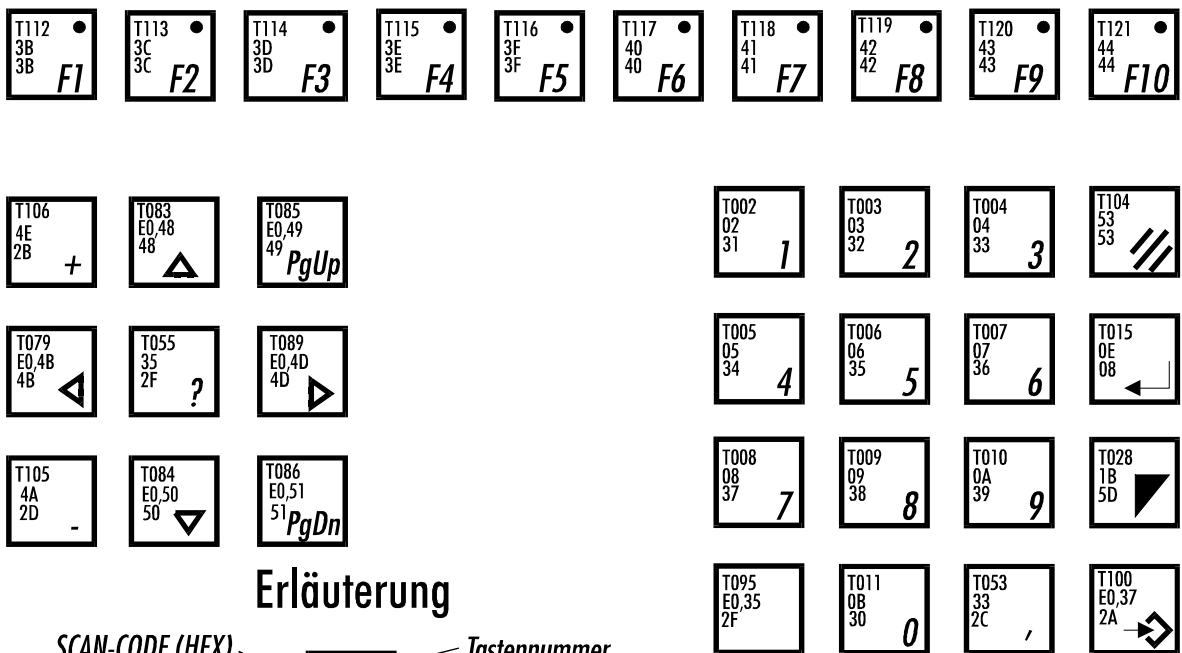 T112
3B
3B
F1
T113
3C
3C
F2
T114
3D
3D
F3
T115
3E
3E
F4
T116
3F
3F
F5
T117
40
40
F6
T118
41
41
F7
T119
42
42
F8
T120
43
43
F9
T121
44
44
F10
T106
4E
2B
+
T083
E0,48
48
T085
E0,49
49
PgUp
T002
02
31
1
T003
03
32
2
T004
04
33
3
T104
53
53
T079
E0,4B
4B
T055
35
2F
?
T089
E0,4D
4D
T005
05
34
4
T006
06
35
5
T007
07
36
6
T015
0E
08
T105
4A
2D
-
T084
E0,50
50
T086
E0,51
51
PgDn
T008
08
37
7
T009
09
38
8
T010
0A
39
9
T028
1B
5D
T095
E0,35
2F
T011
0B
30
0
T053
33
2C
,
T100
E0,37
2A
Erläuterung
SCAN-CODE (HEX)
Tastennummer